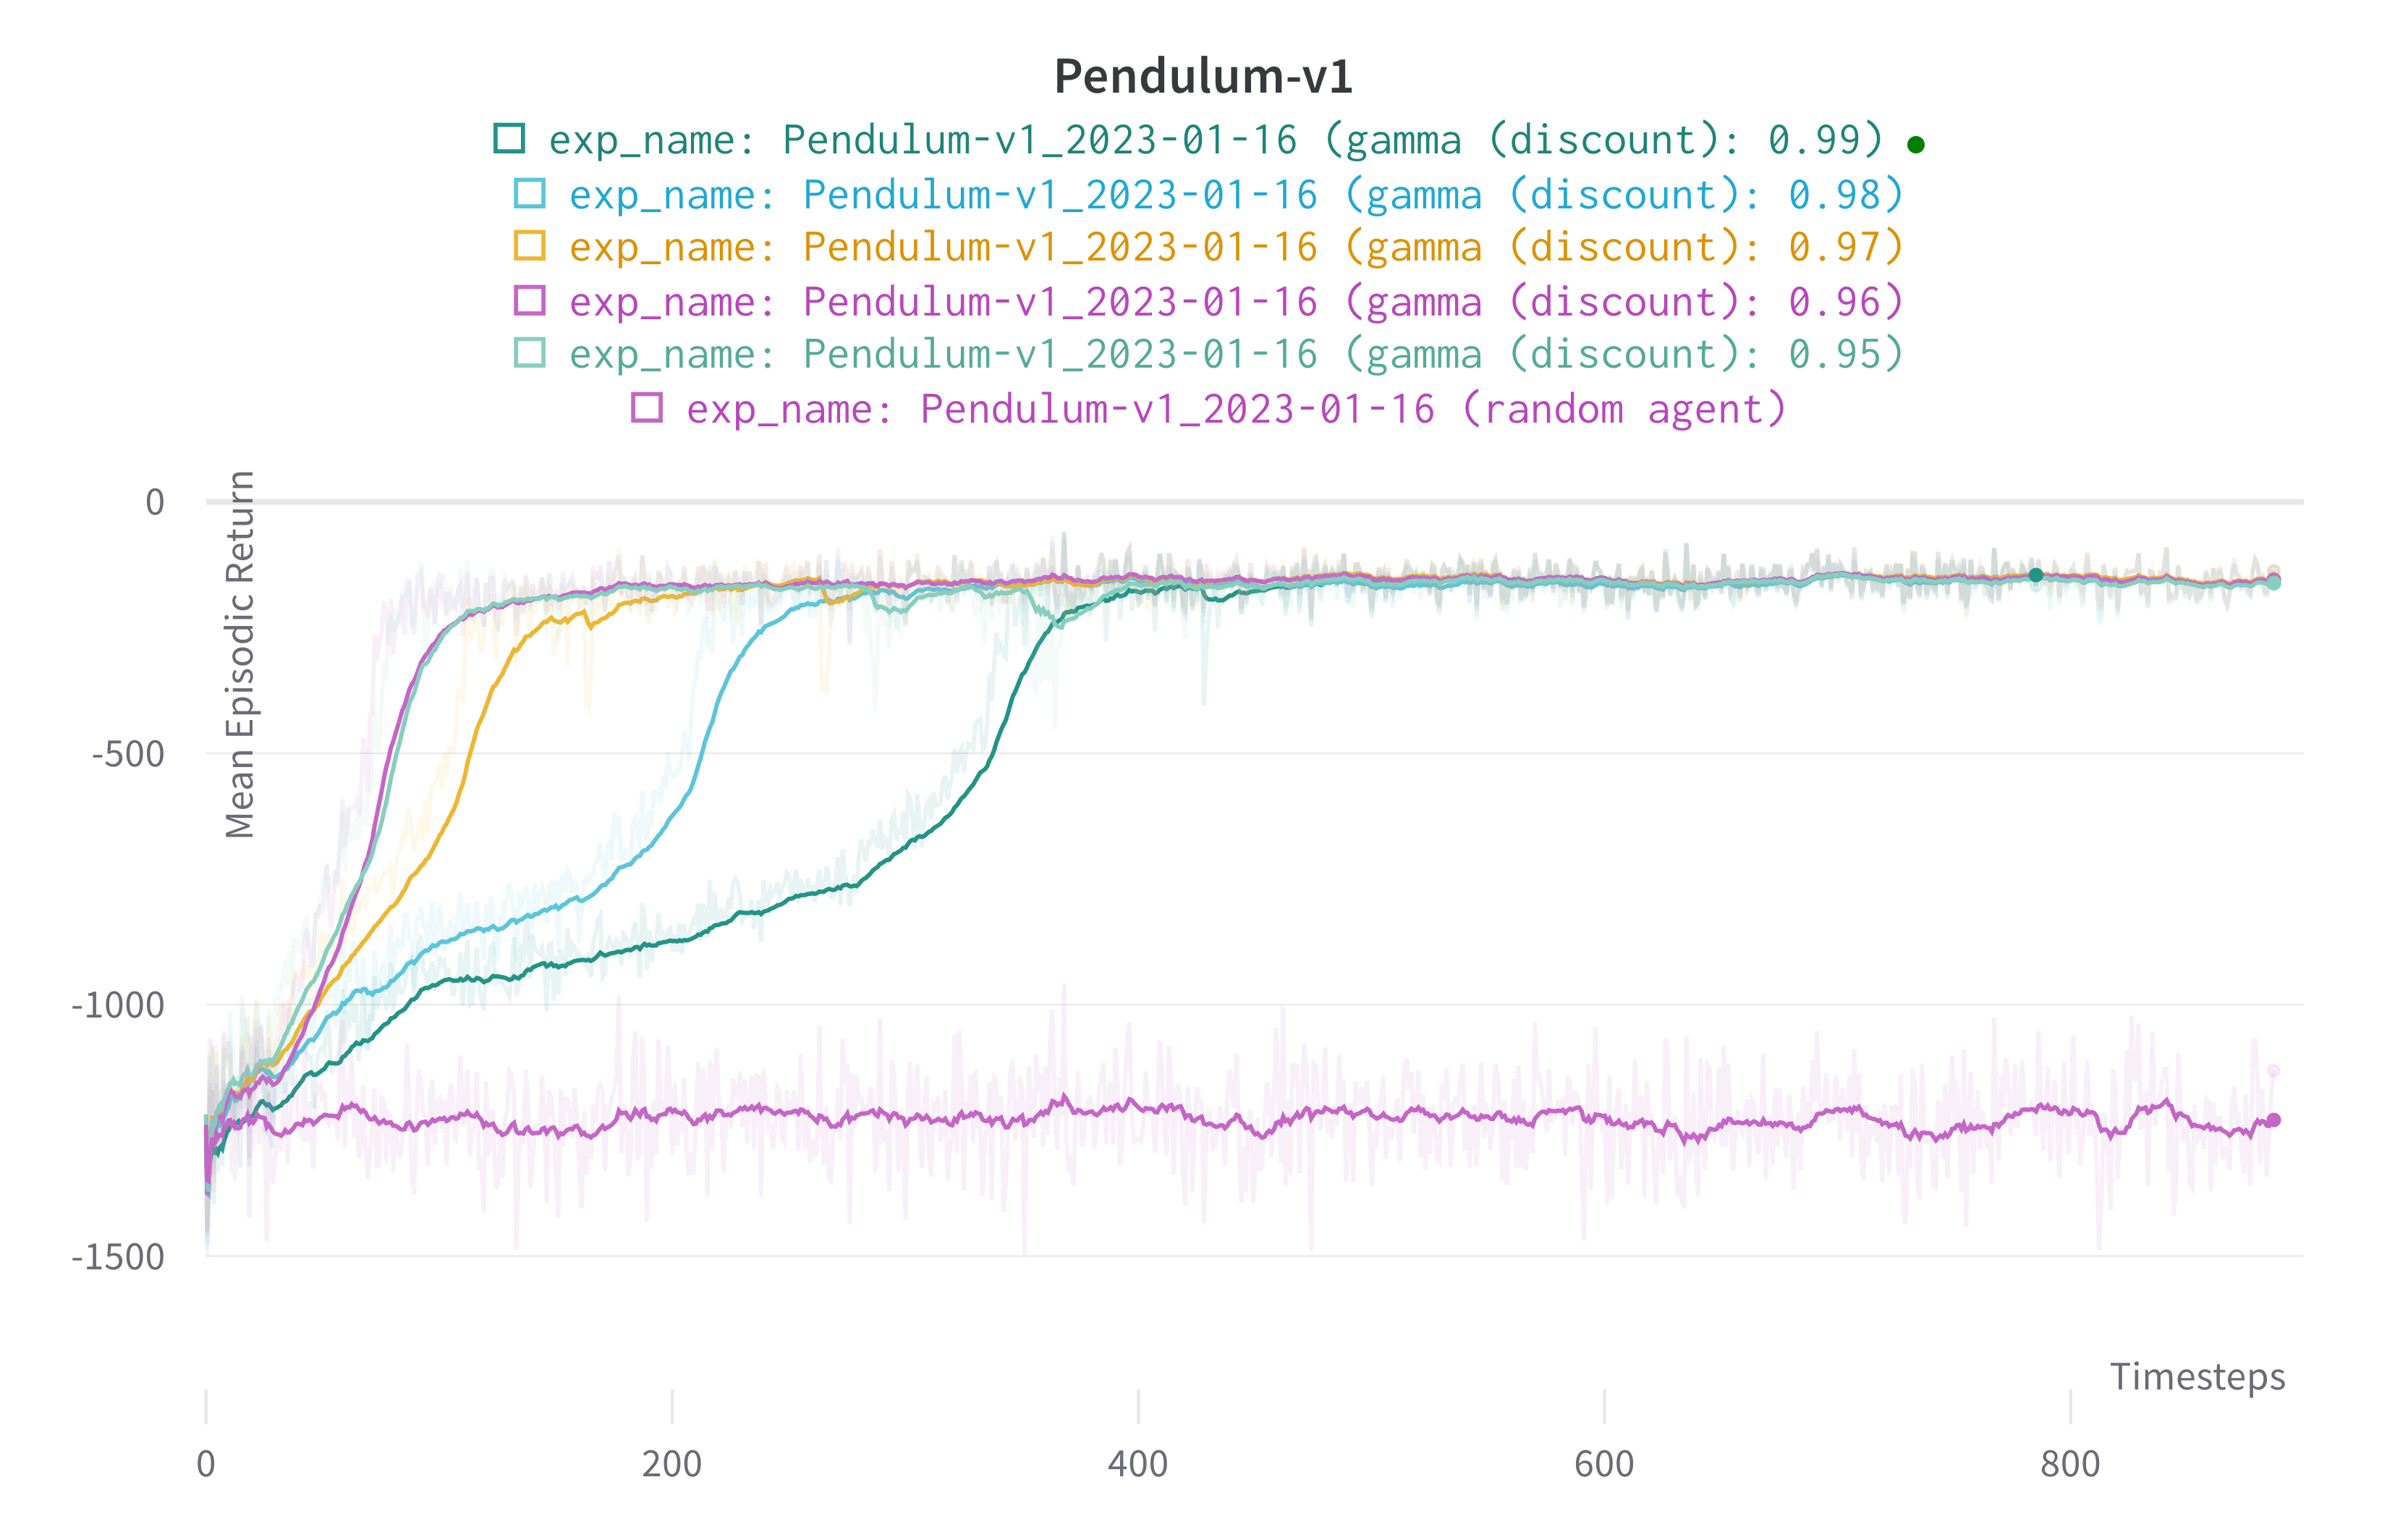 Pendulum-v1
exp_name: Pendulum-v1_2023-01-16 (gamma (discount): 0.99)
exp_name: Pendulum-v1_2023-01-16 (gamma (discount): 0.98)
exp_name: Pendulum-v1_2023-01-16 (gamma (discount): 0.97)
exp_name: Pendulum-v1_2023-01-16 (gamma (discount): 0.96)
exp_name: Pendulum-v1_2023-01-16 (gamma (discount): 0.95)
exp_name: Pendulum-v1_2023-01-16 (random agent)
Mean Episodic Return
0
-500
-1000
-1500
Timesteps
0
200
400
600
800